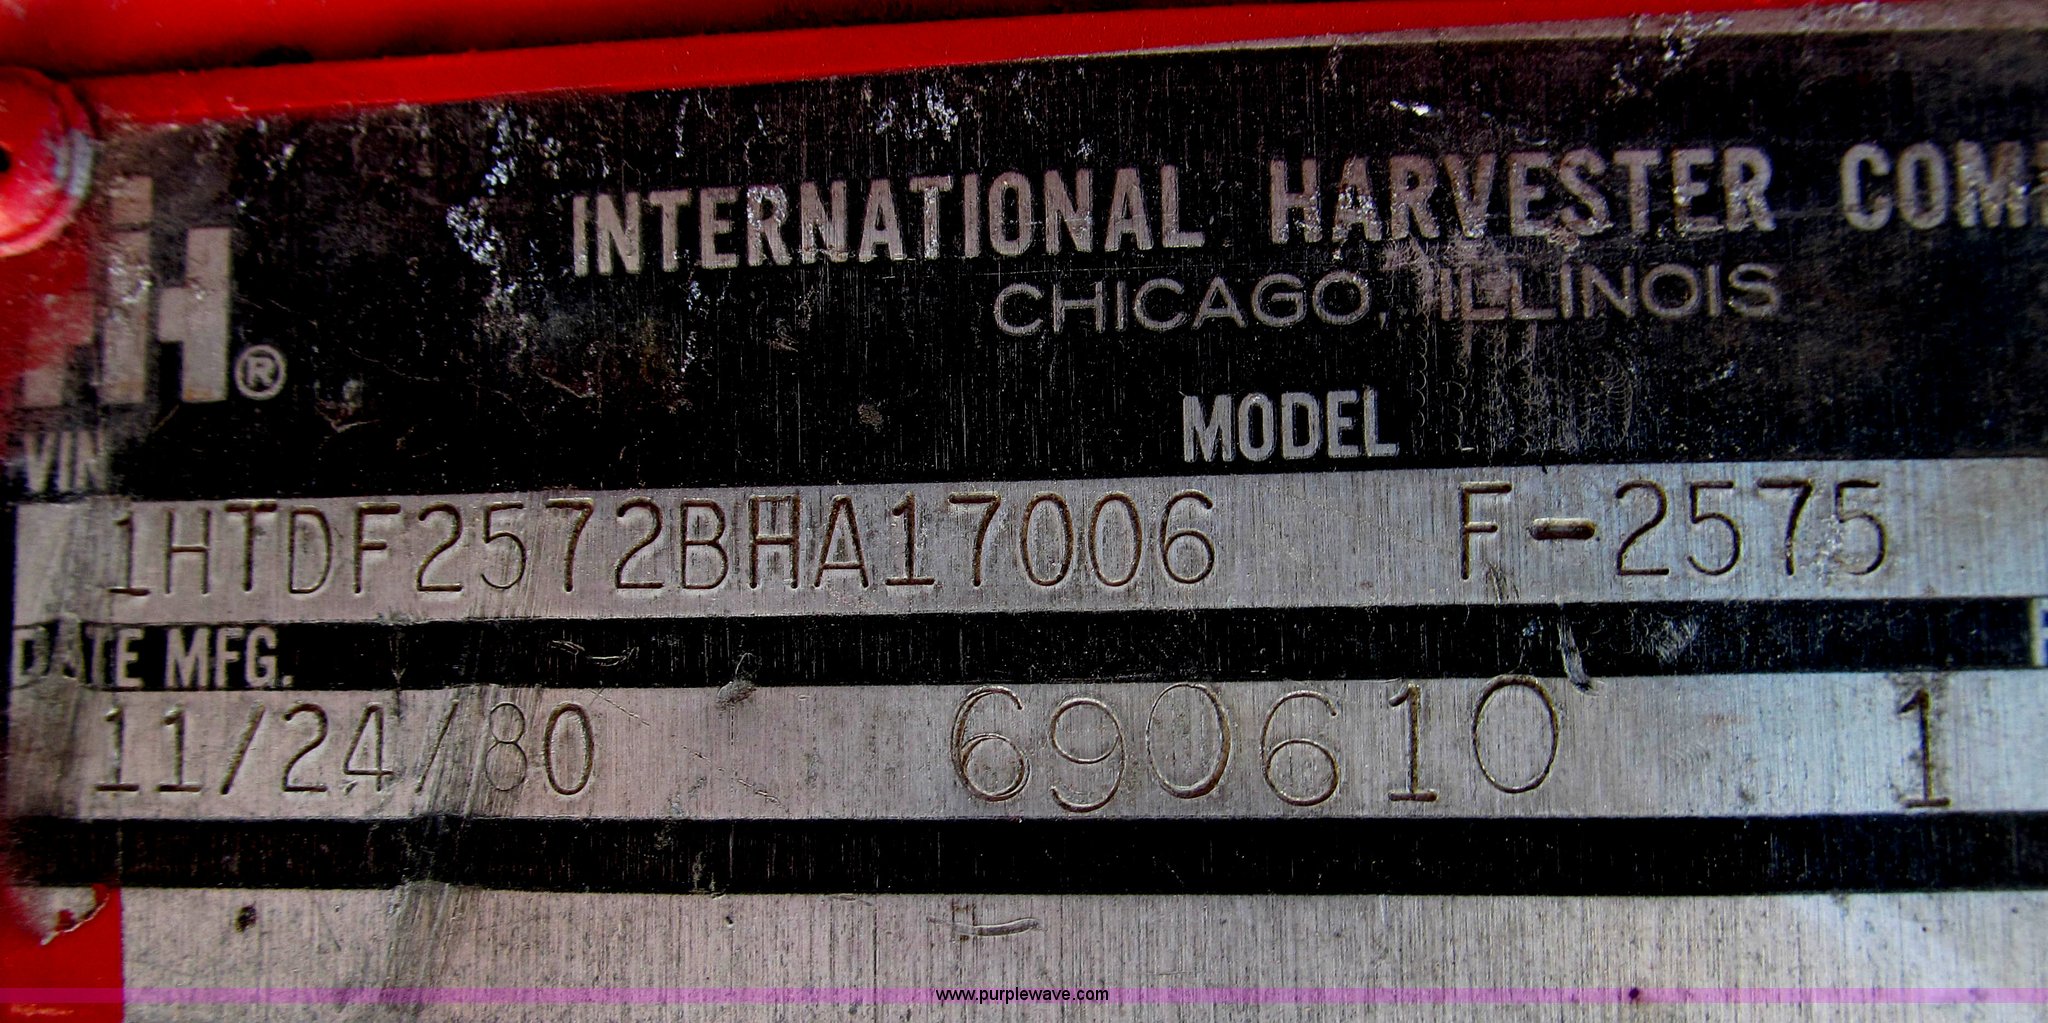 INTERNATIONAL HARVESTER COMP
CHICAGO, ILLINOIS
IH ®
MODEL
VIN
1HTDF2572BHA17006 F-2575
DATE MFG.
11/24/80 690610 1
www.purplewave.com